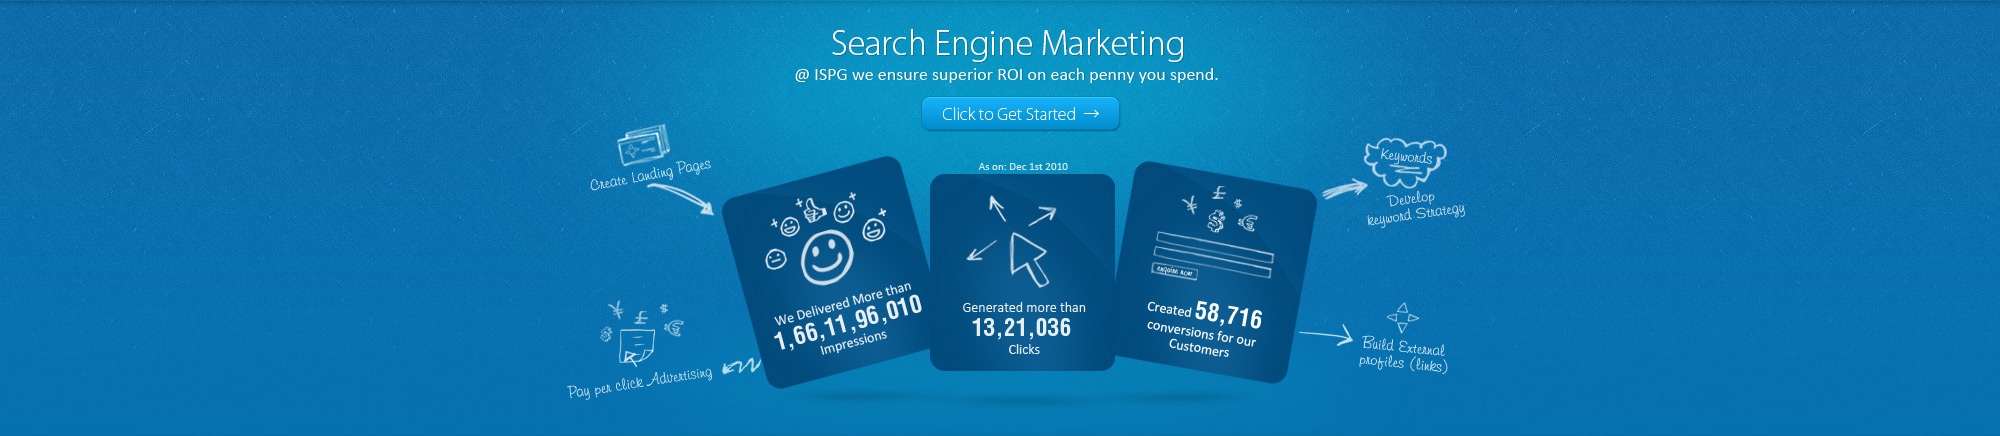 Search Engine Marketing
@ ISPG we ensure superior ROI on each penny you spend.
Click to Get Started →
As on: Dec 1st 2010
Create Landing Pages
Keywords
Develop
keyword Strategy
ENQUIRE NOW
We Delivered More than
1,66,11,96,010
Impressions
Generated more than
13,21,036
Clicks
Created 58,716
conversions for our
Customers
Pay per click Advertising
Build External
profiles (links)